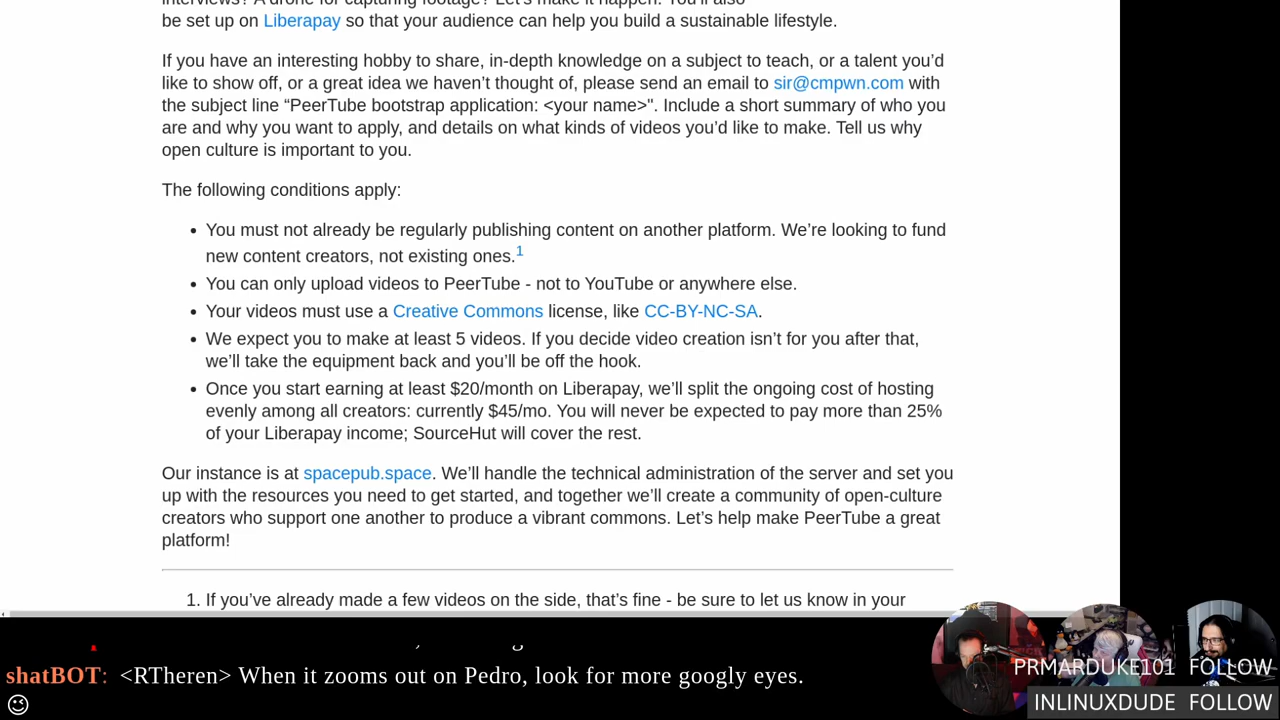 interviews? A drone for capturing footage? Let's make it happen. You'll also
be set up on Liberapay so that your audience can help you build a sustainable lifestyle.
If you have an interesting hobby to share, in-depth knowledge on a subject to teach, or a talent you'd
like to show off, or a great idea we haven't thought of, please send an email to sir@cmpwn.com with
the subject line “PeerTube bootstrap application: <your name>". Include a short summary of who you
are and why you want to apply, and details on what kinds of videos you'd like to make. Tell us why
open culture is important to you.
The following conditions apply:
• You must not already be regularly publishing content on another platform. We're looking to fund
new content creators, not existing ones.1
• You can only upload videos to PeerTube - not to YouTube or anywhere else.
• Your videos must use a Creative Commons license, like CC-BY-NC-SA.
• We expect you to make at least 5 videos. If you decide video creation isn't for you after that,
we'll take the equipment back and you'll be off the hook.
• Once you start earning at least $20/month on Liberapay, we'll split the ongoing cost of hosting
evenly among all creators: currently $45/mo. You will never be expected to pay more than 25%
of your Liberapay income; SourceHut will cover the rest.
Our instance is at spacepub.space. We'll handle the technical administration of the server and set you
up with the resources you need to get started, and together we'll create a community of open-culture
creators who support one another to produce a vibrant commons. Let's help make PeerTube a great
platform!
1. If you've already made a few videos on the side, that's fine - be sure to let us know in your
shatBOT: <RTheren> When it zooms out on Pedro, look for more googly eyes.
PRMARDUKE101 FOLLOW
INLINUXDUDE FOLLOW